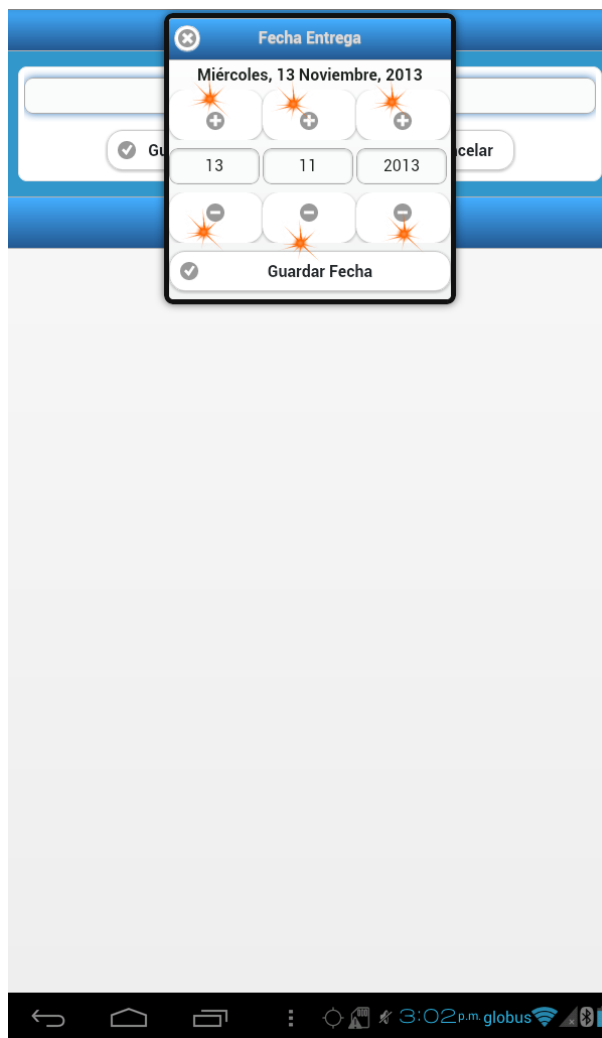 Fecha Entrega
Miércoles, 13 Noviembre, 2013
Gu
celar
13 11 2013
Guardar Fecha
3:02 p.m. globus